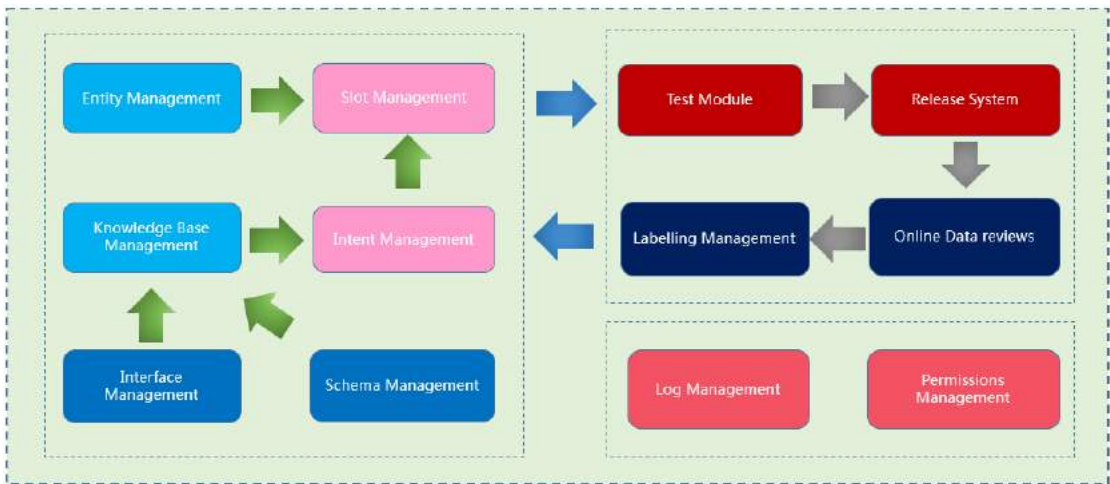 Entity Management
Slot Management
Test Module
Release System
Knowledge Base
Management
Intent Management
Labelling Management
Online Data reviews
Interface
Management
Schema Management
Log Management
Permissions
Management